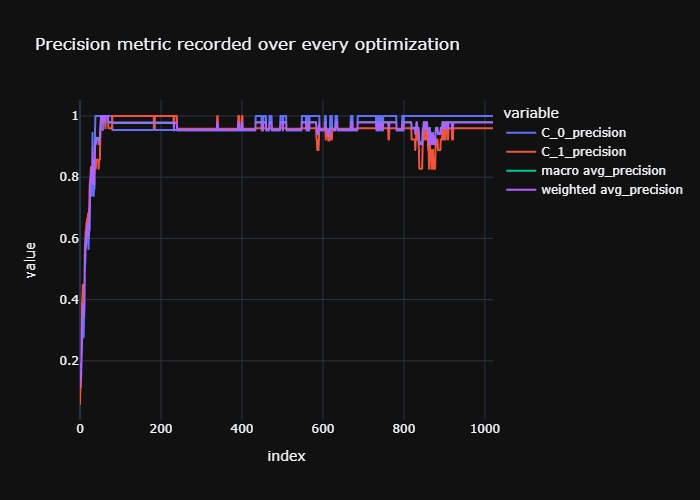 Precision metric recorded over every optimization
variable
C_0_precision
C_1_precision
macro avg_precision
weighted avg_precision
1
0.8
0.6
0.4
0.2
value
0 200 400 600 800 1000
index